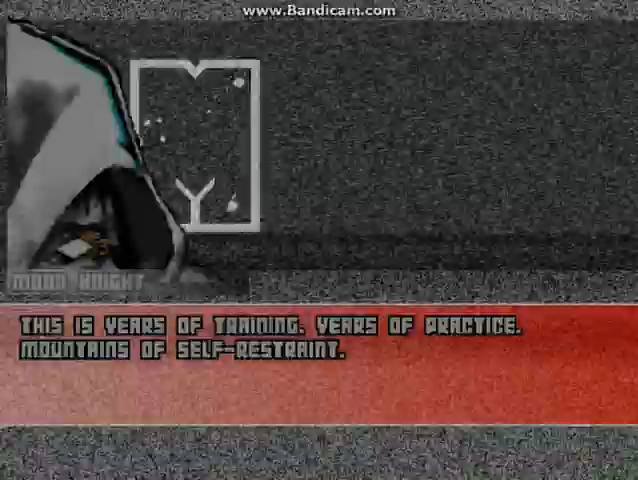 www.Bandicam.com
MOON KNIGHT
THIS IS YEARS OF TRAINING. YEARS OF PRACTICE.
MOUNTAINS OF SELF-RESTRAINT.